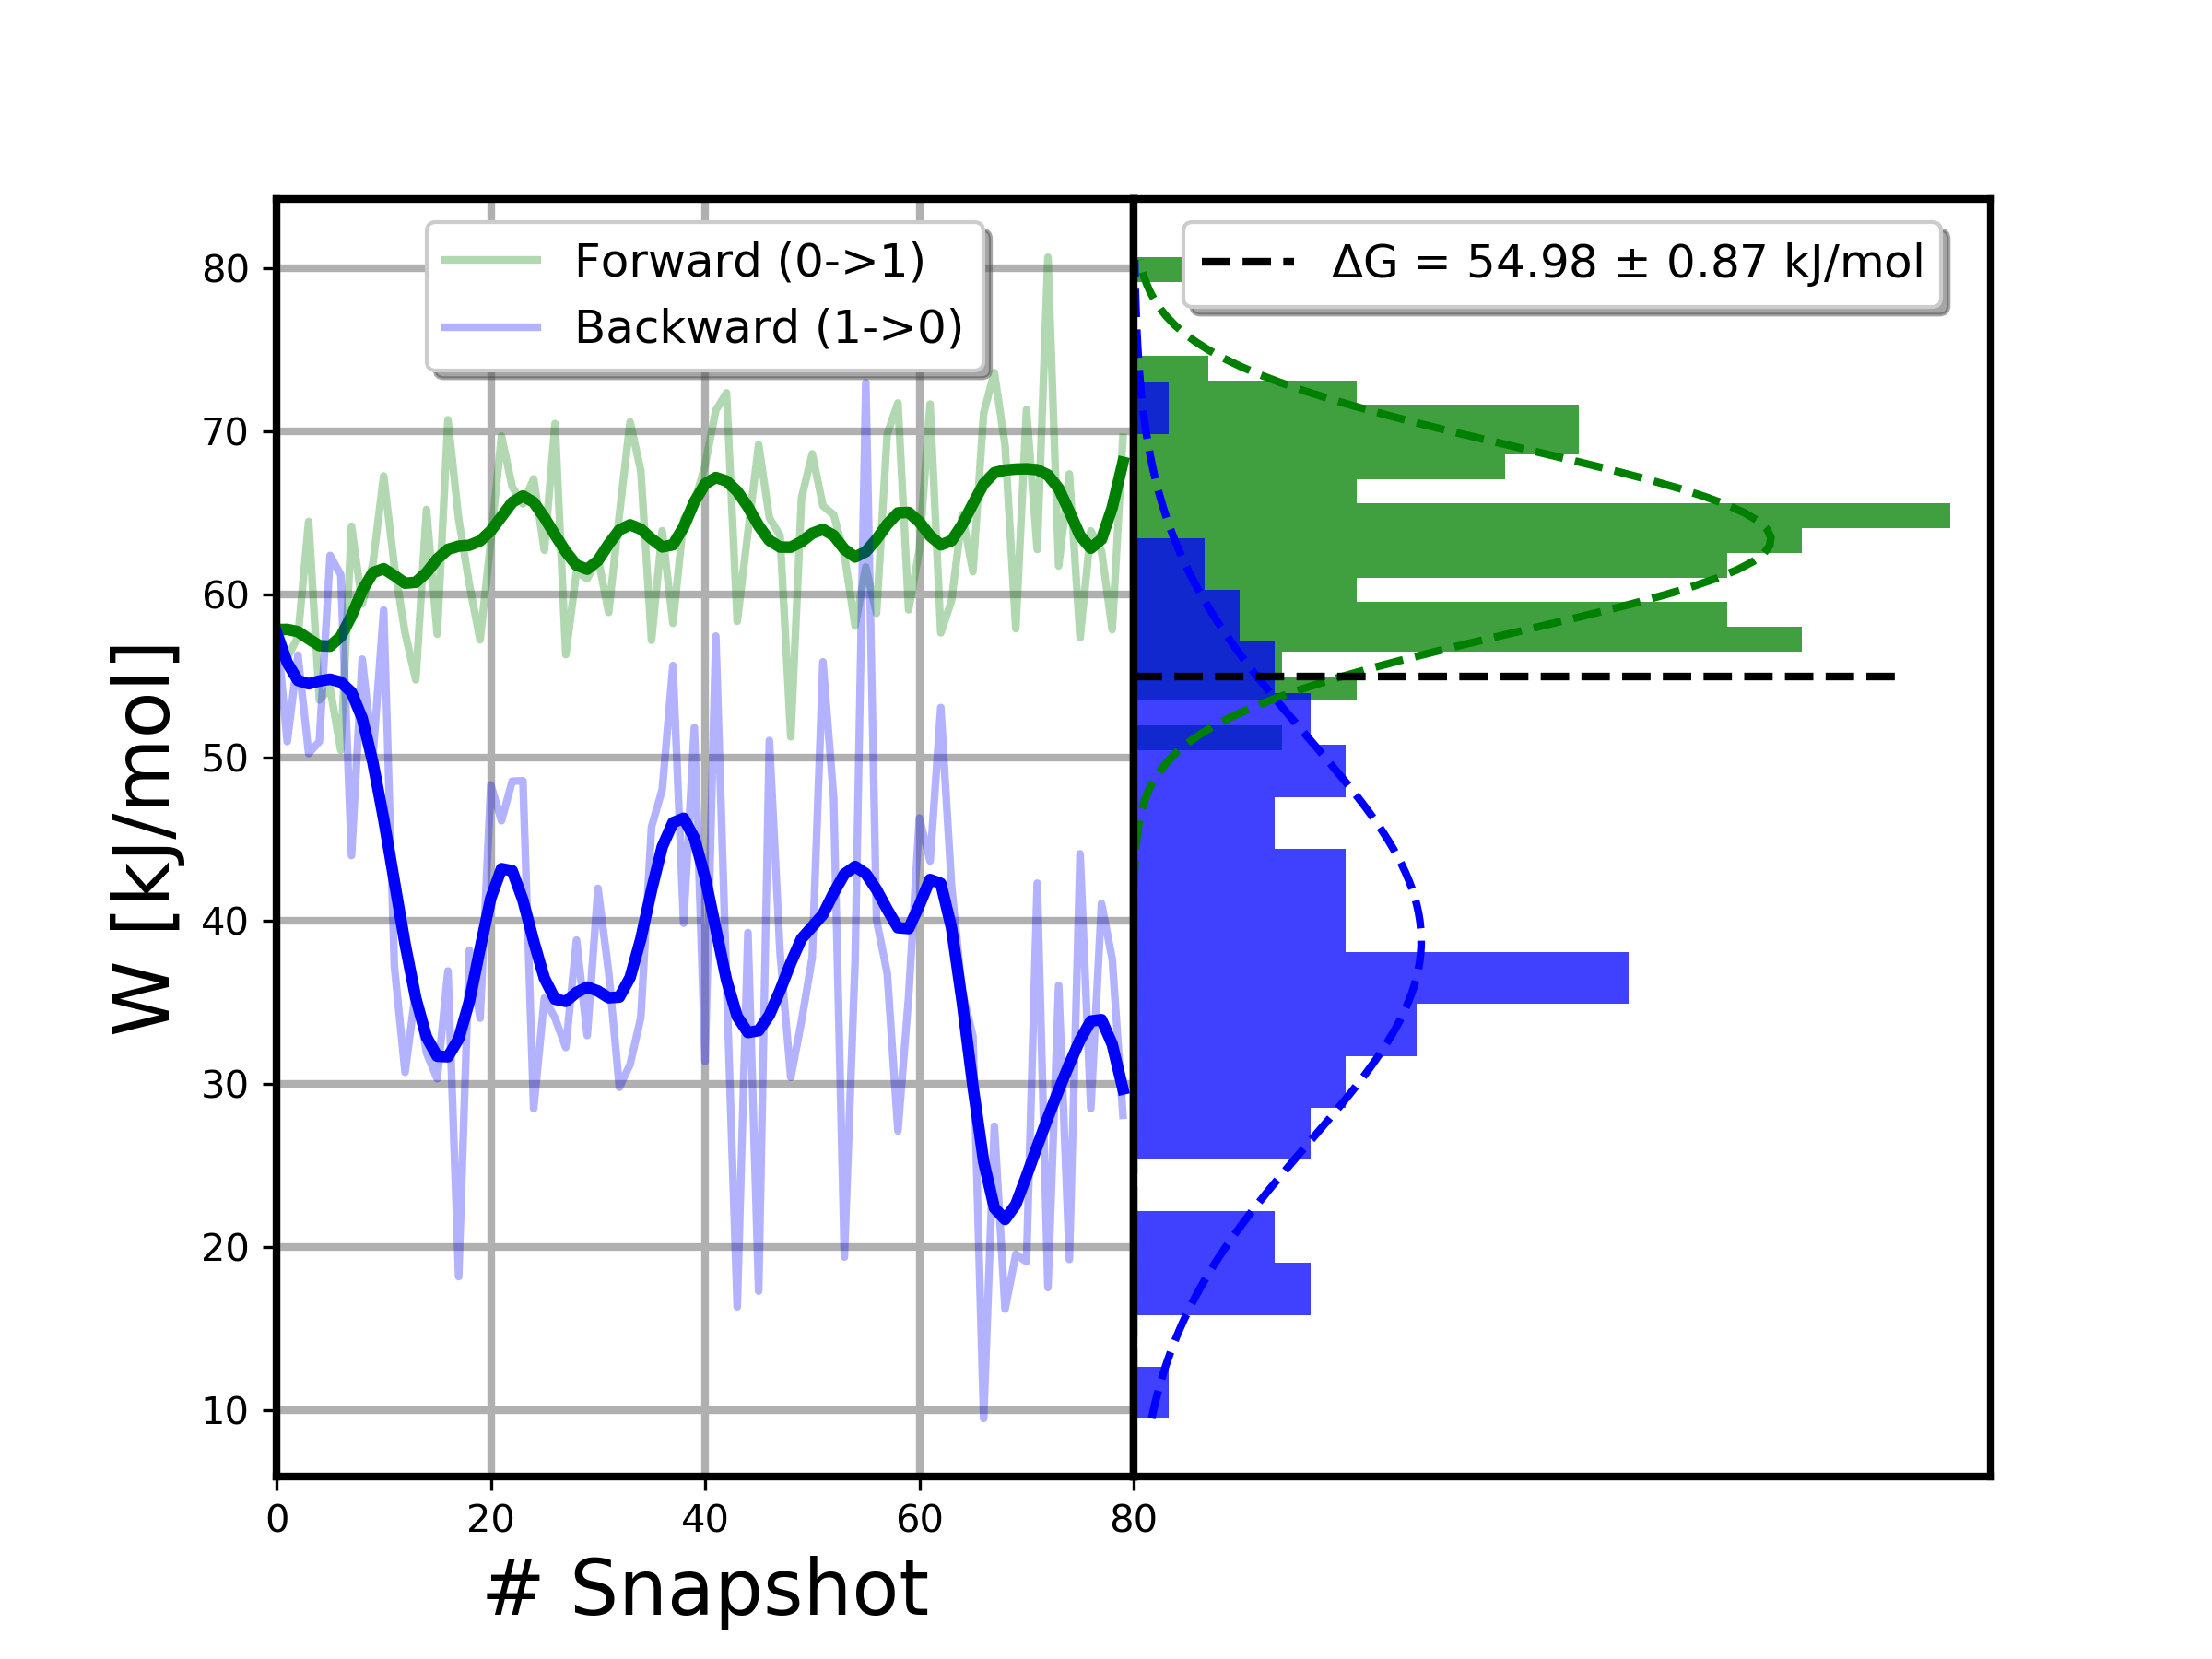 Forward (0->1)
Backward (1->0)
ΔG = 54.98 ± 0.87 kJ/mol
W [kJ/mol]
80
70
60
50
40
30
20
10
0
20
40
60
80
# Snapshot